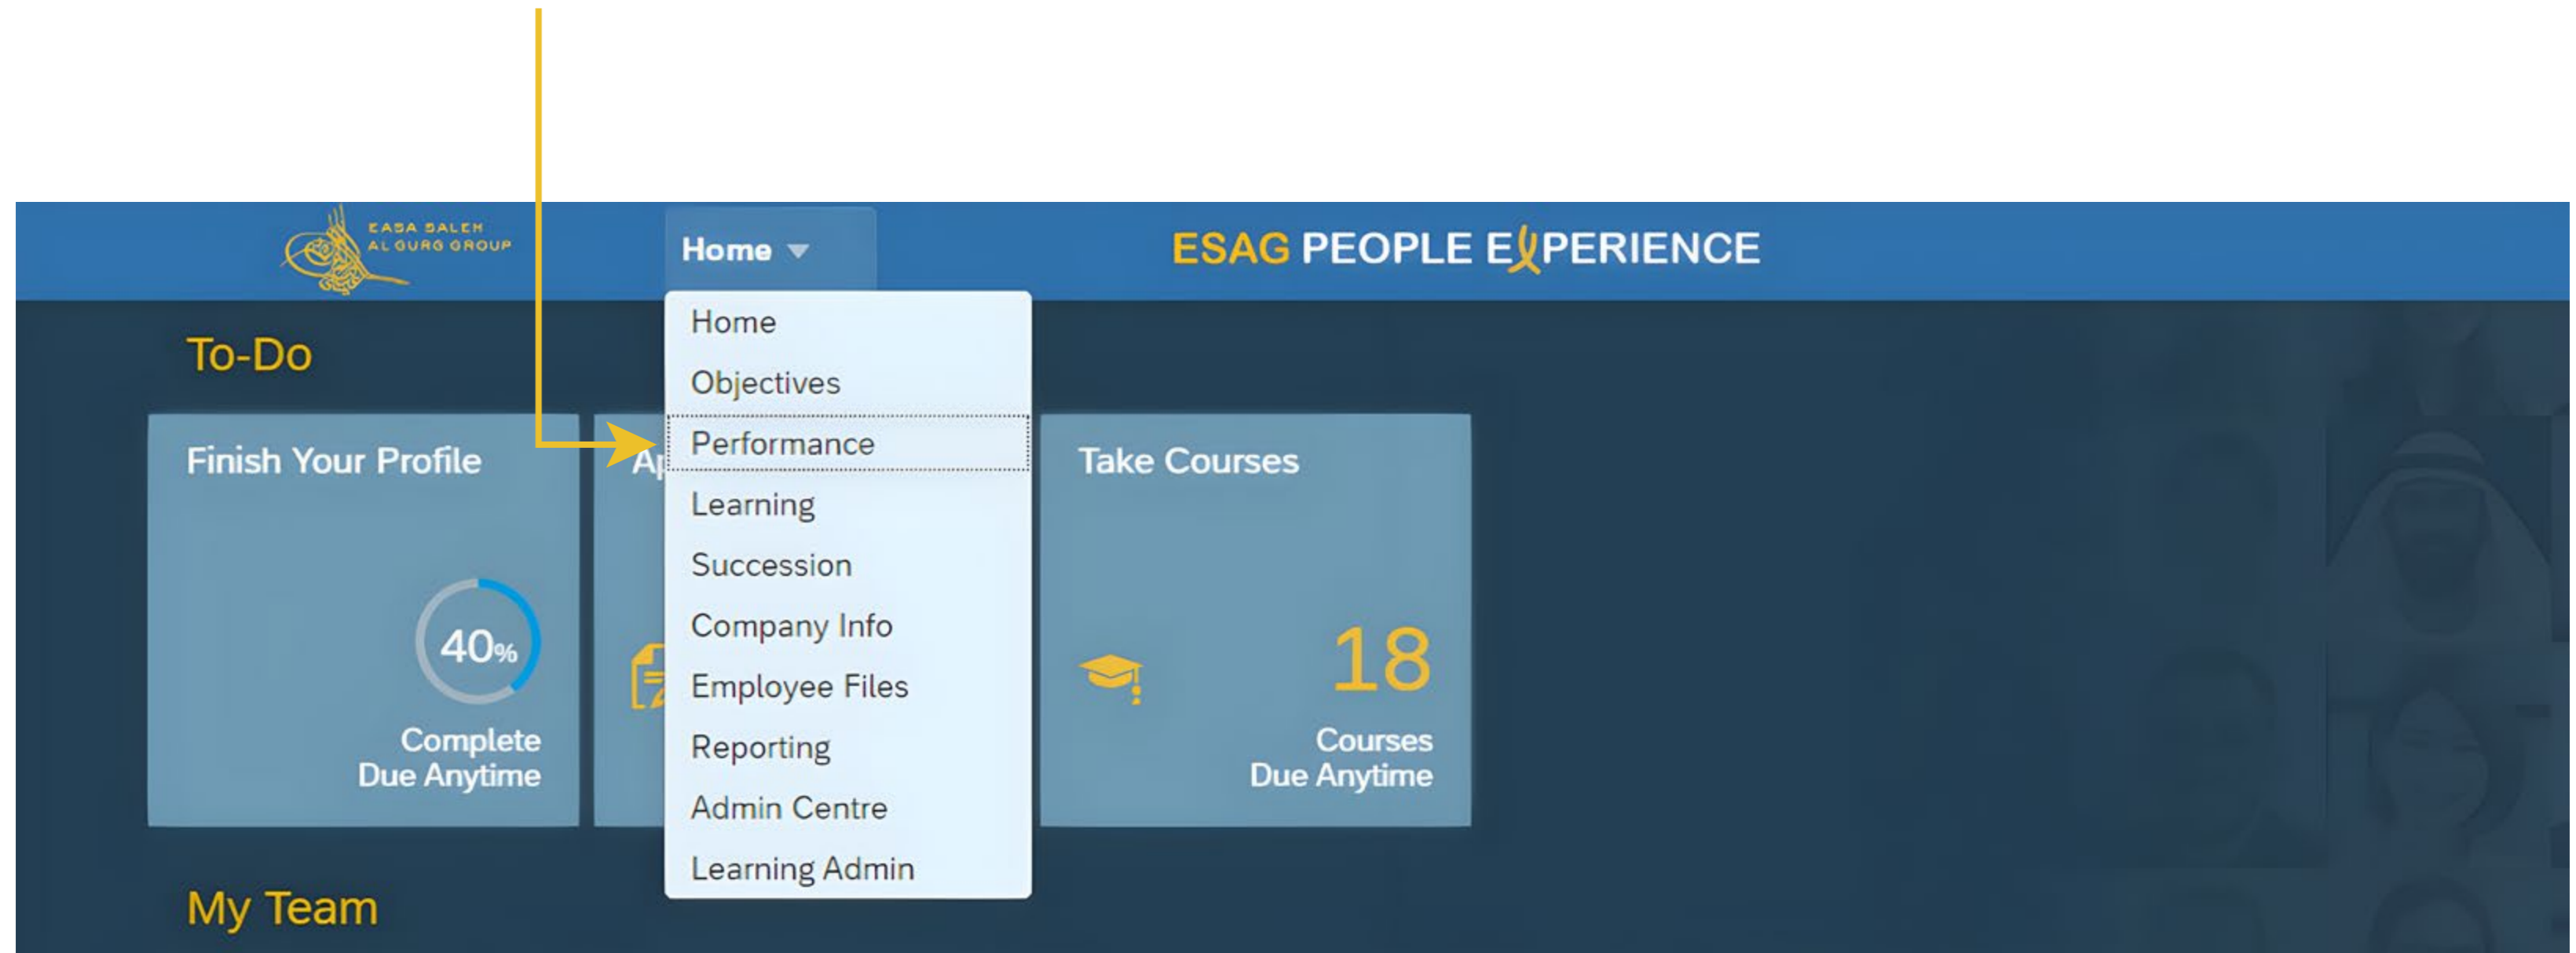 EASA SALEH
AL GURG GROUP
Home
ESAG PEOPLE EXPERIENCE
Home
Objectives
Performance
Learning
Succession
Company Info
Employee Files
Reporting
Admin Centre
Learning Admin
To-Do
Finish Your Profile
40%
Complete
Due Anytime
Take Courses
18
Courses
Due Anytime
My Team